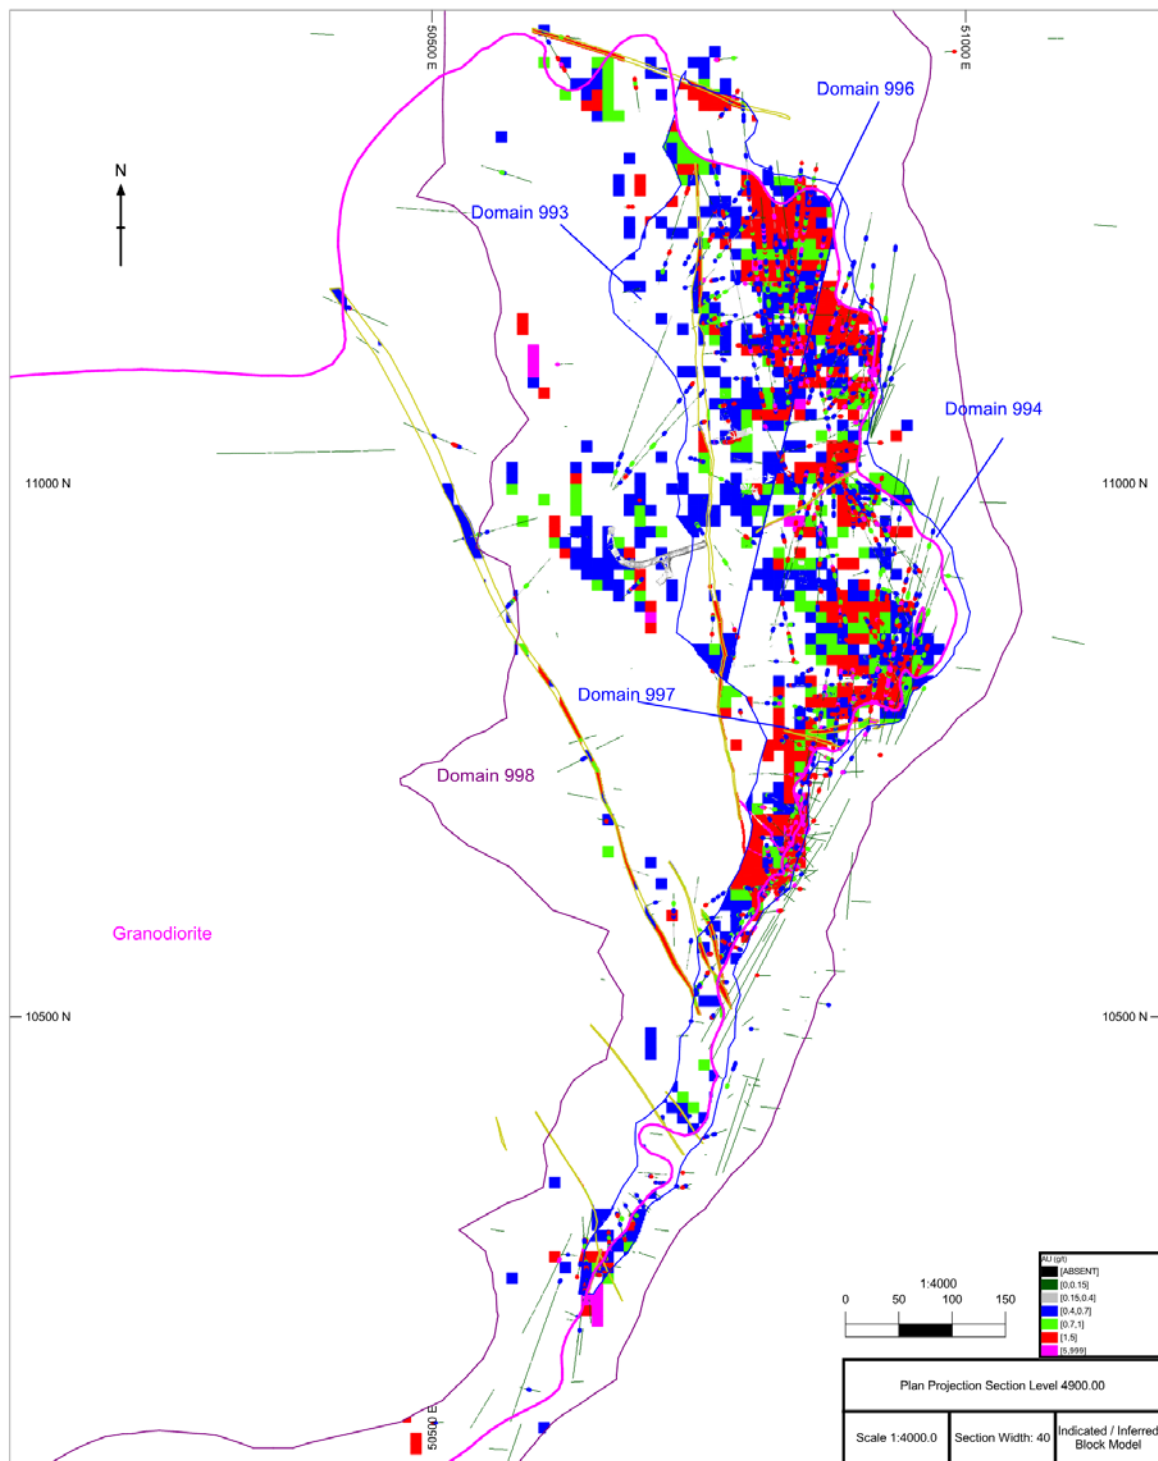 50500 E
51000 E
Domain 996
N
Domain 993
Domain 994
11000 N
11000 N
Domain 997
Domain 998
Granodiorite
10500 N
10500 N
1:4000
0 50 100 150
AU (g/t)
[ABSENT]
[0,0.15]
[0.15,0.4]
[0.4,0.7]
[0.7,1]
[1,5]
[5,999]
Plan Projection Section Level 4900.00
50500 E
Scale 1:4000.0
Section Width: 40
Indicated / Inferred
Block Model